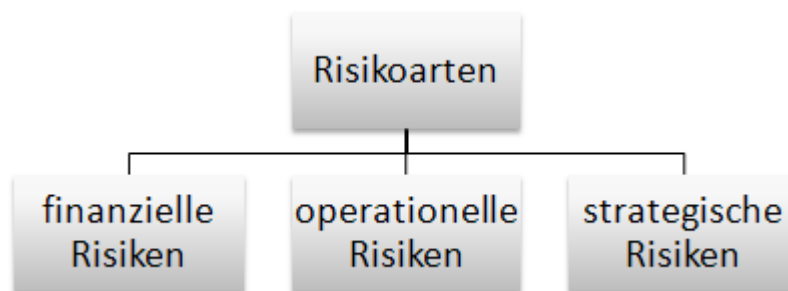 Risikoarten
finanzielle
Risiken
operationelle
Risiken
strategische
Risiken